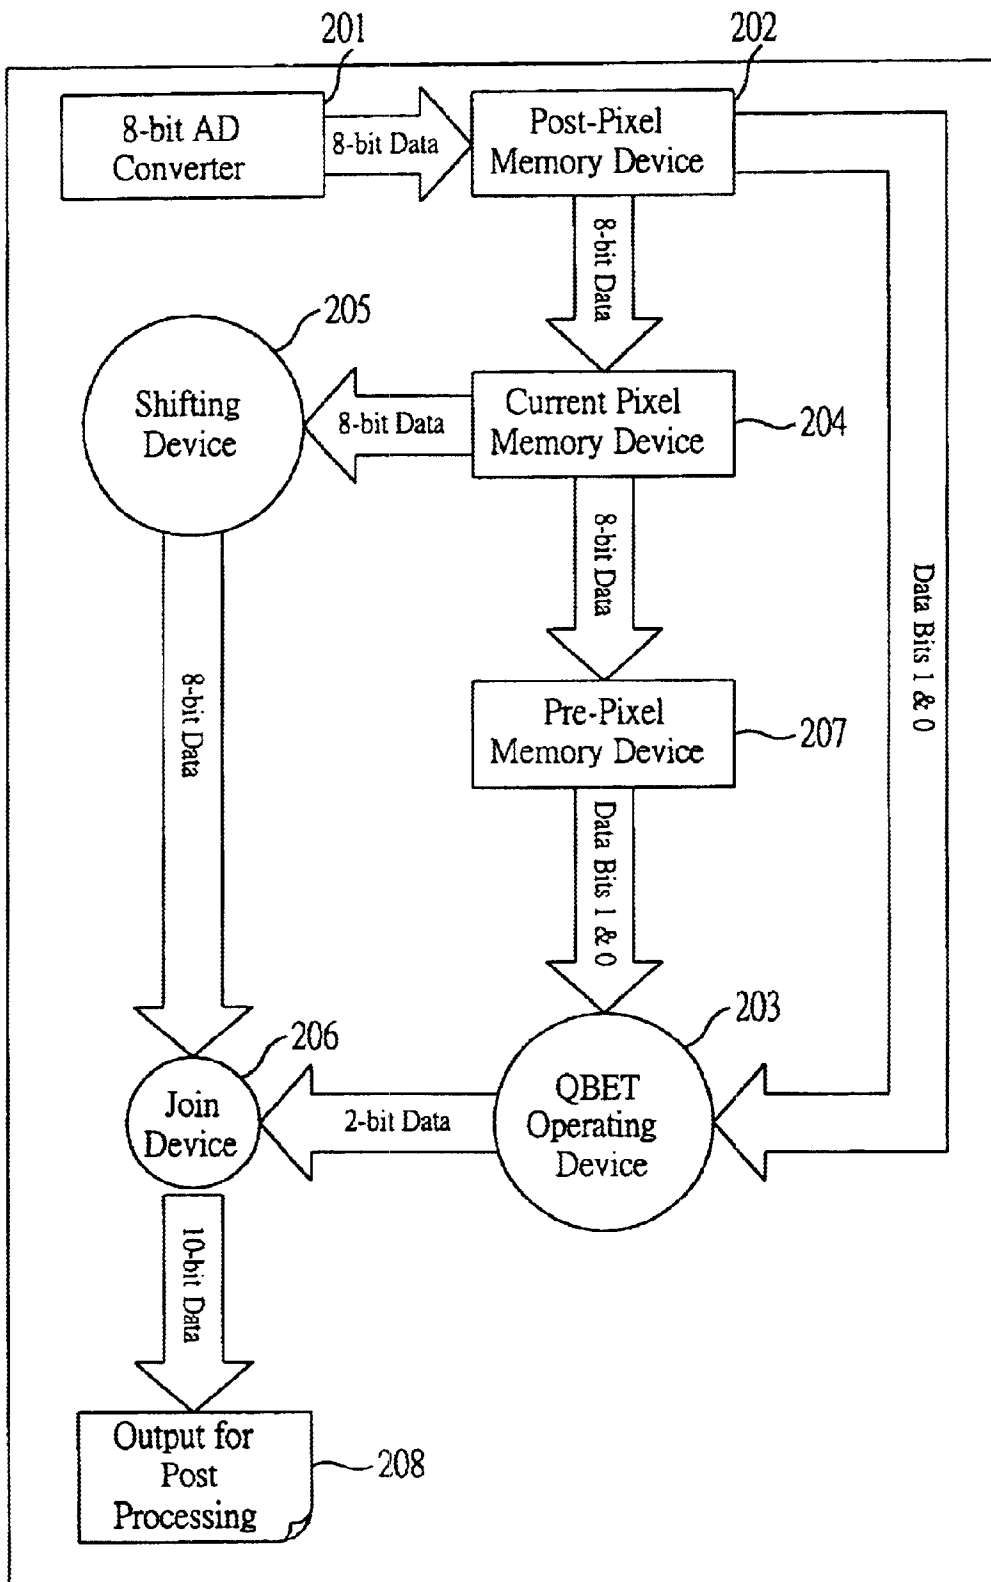 201
202
8-bit AD
Converter
8-bit Data
Post-Pixel
Memory Device
8-bit Data
205
Shifting
Device
8-bit Data
Current Pixel
Memory Device
204
8-bit Data
Data Bits 1 & 0
8-bit Data
Pre-Pixel
Memory Device
207
Data Bits 1 & 0
206
203
Join
Device
2-bit Data
QBET
Operating
Device
10-bit Data
Output for
Post
Processing
208